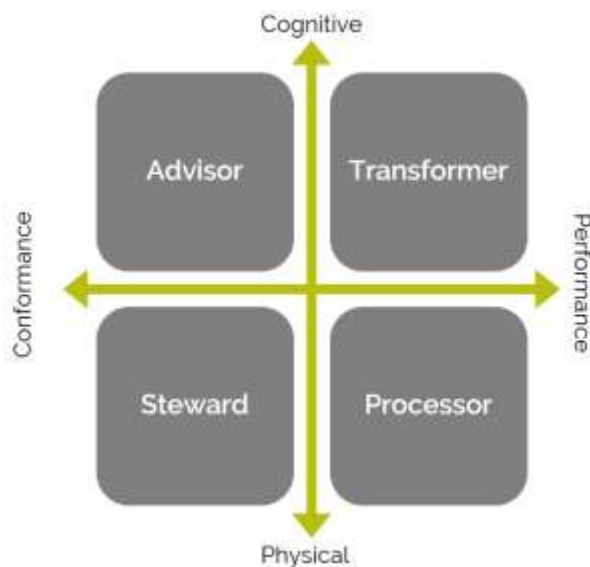 Cognitive
Advisor
Transformer
Conformance
Performance
Steward
Processor
Physical